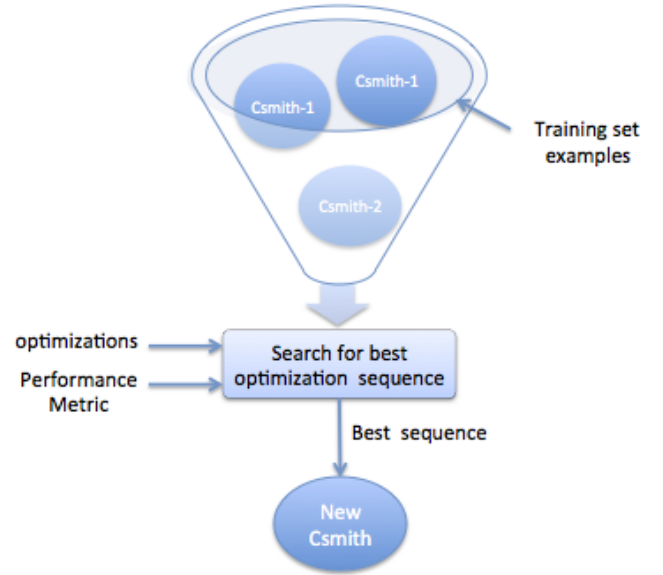 Csmith-1
Csmith-1
Training set
examples
Csmith-2
optimizations
Performance
Metric
Search for best
optimization sequence
Best sequence
New
Csmith